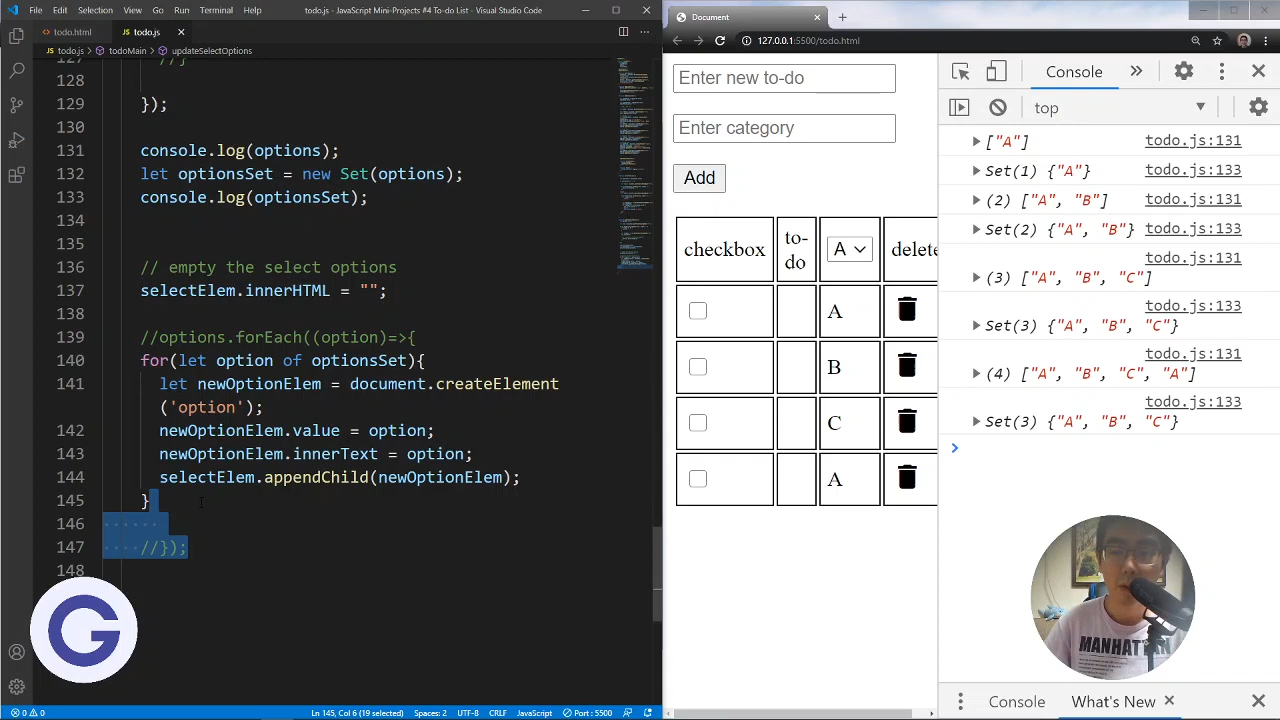 File Edit Selection View Go Run Terminal Help
todo.js - JavaScript Mini-Projects #4 To-do List - Visual Studio Code
todo.html
todo.js
todo.js
todoMain
updateSelectOptions
128
129 });
130
131 console.log(options);
132 let optionsSet = new Set(options);
133 console.log(optionsSet);
134
135
136 // empty the select options
137 selectElem.innerHTML = "";
138
139 //options.forEach((option)=>{
140 for(let option of optionsSet){
141 let newOptionElem = document.createElement
('option');
142 newOptionElem.value = option;
143 newOptionElem.innerText = option;
144 selectElem.appendChild(newOptionElem);
145 }
146
147 //});
148
G
0 0
Ln 145, Col 6 (19 selected) Spaces: 2 UTF-8 CRLF JavaScript Port : 5500
Document
127.0.0.1:5500/todo.html
Enter new to-do
Enter category
Add
checkbox to-do A delete
A
B
C
A
todo.js:131
Set(1) {"A"} todo.js:133
(2) ["A", "B"] todo.js:131
Set(2) {"A", "B"} todo.js:133
todo.js:131
(3) ["A", "B", "C"]
todo.js:133
Set(3) {"A", "B", "C"}
todo.js:131
(4) ["A", "B", "C", "A"]
todo.js:133
Set(3) {"A", "B", "C"}
MANHATTAN
Console What's New